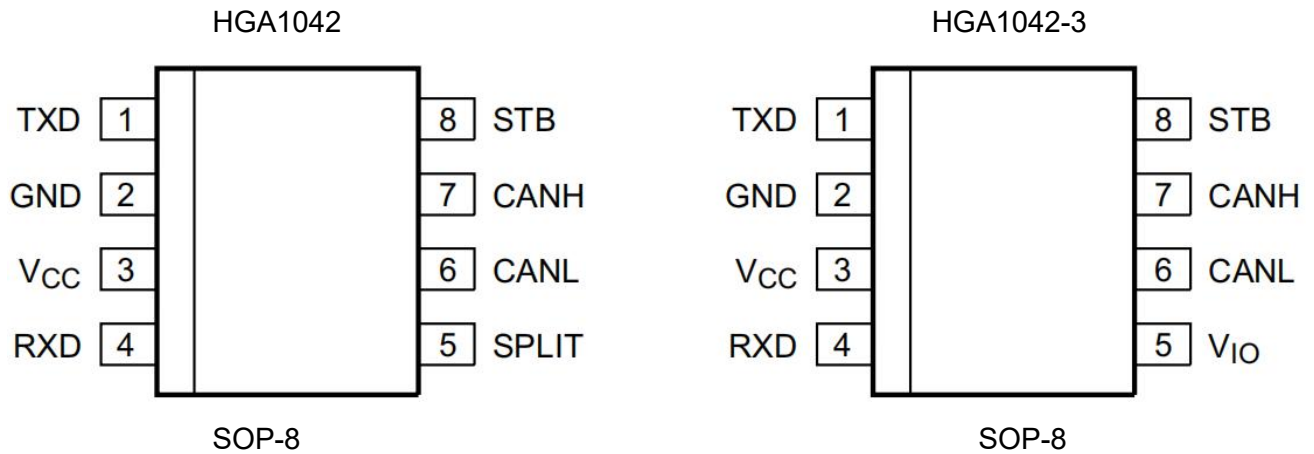 HGA1042 HGA1042-3
TXD 1 8 STB TXD 1 8 STB
GND 2 7 CANH GND 2 7 CANH
VCC 3 6 CANL VCC 3 6 CANL
RXD 4 5 SPLIT RXD 4 5 VIO
SOP-8 SOP-8